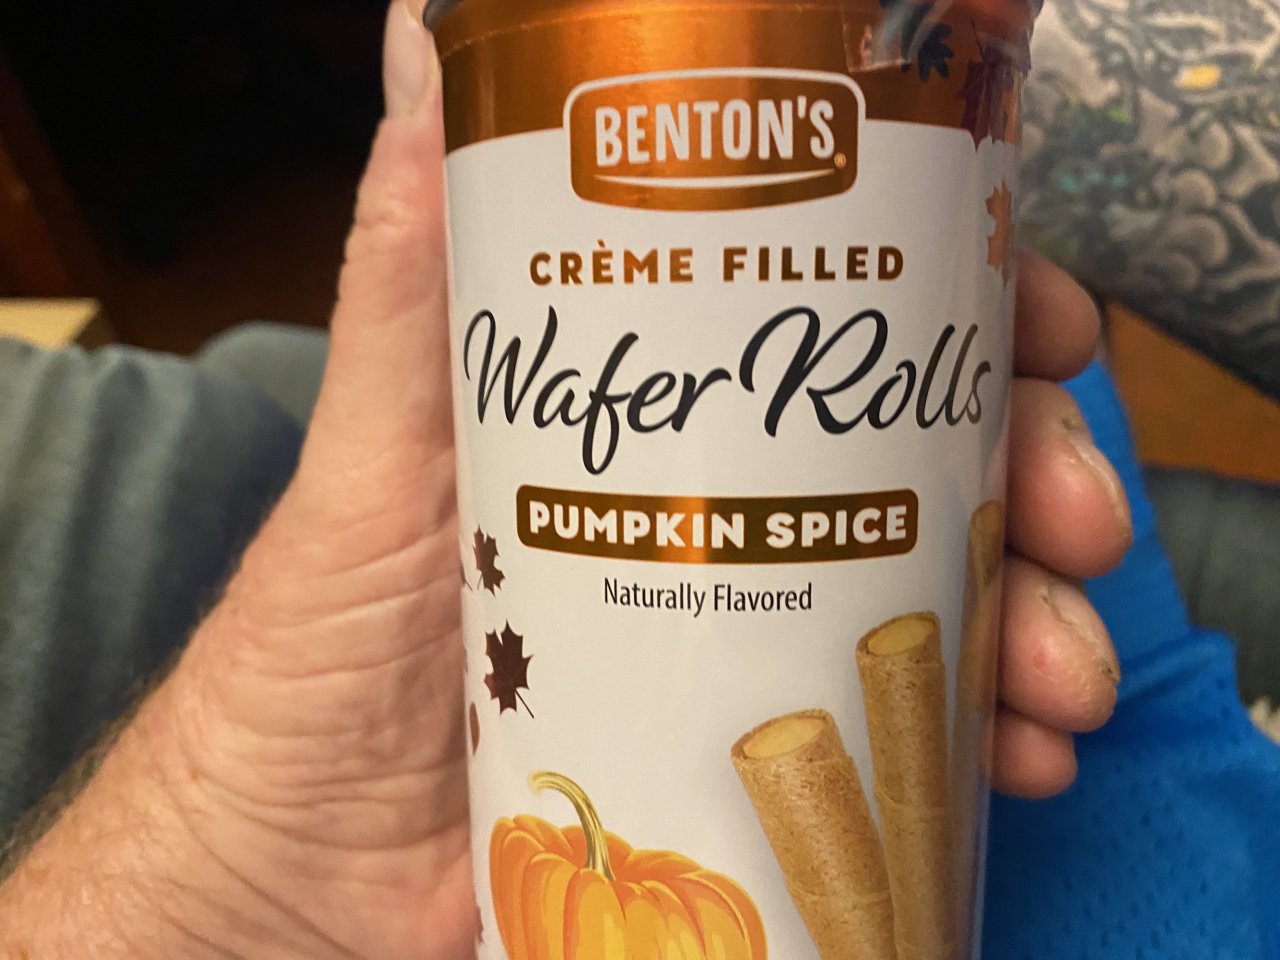 BENTON'S®
CRÈME FILLED
Wafer Rolls
PUMPKIN SPICE
Naturally Flavored